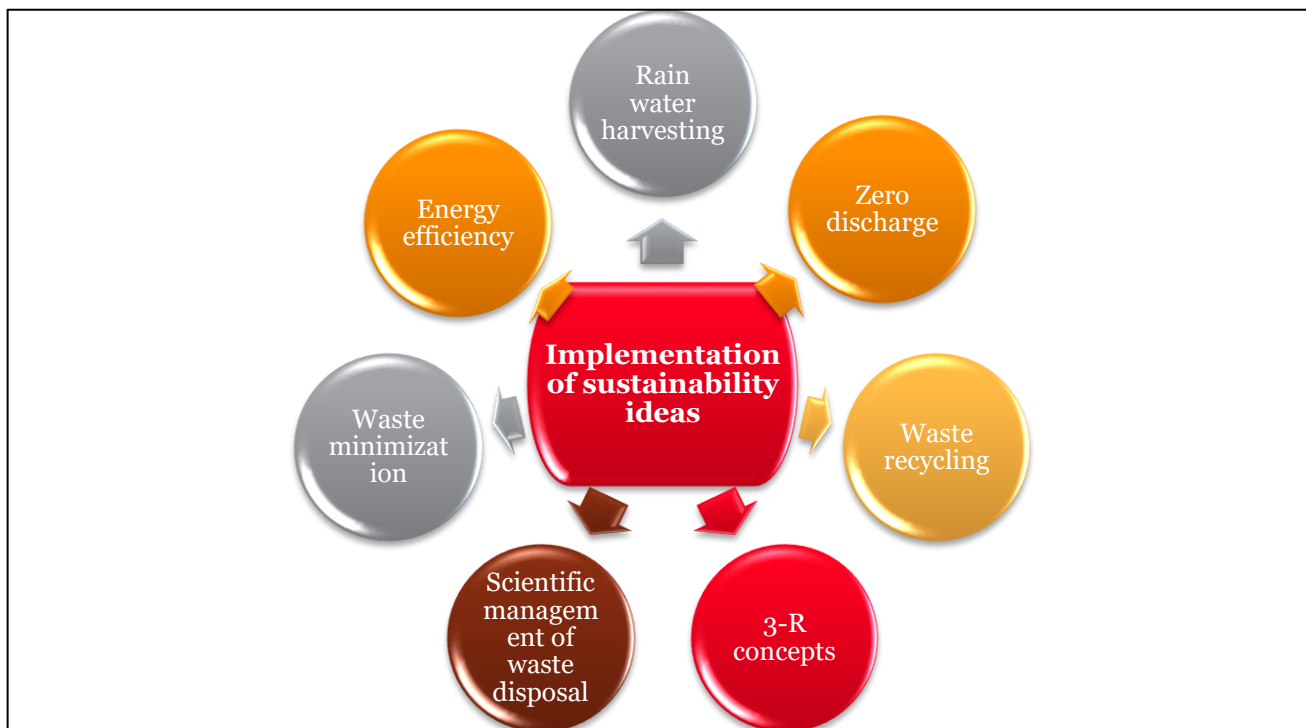 Rain
water
harvesting
Zero
discharge
Energy
efficiency
Implementation
of sustainability
ideas
Waste
recycling
Waste
minimizat
ion
3-R
concepts
Scientific
managem
ent of
waste
disposal